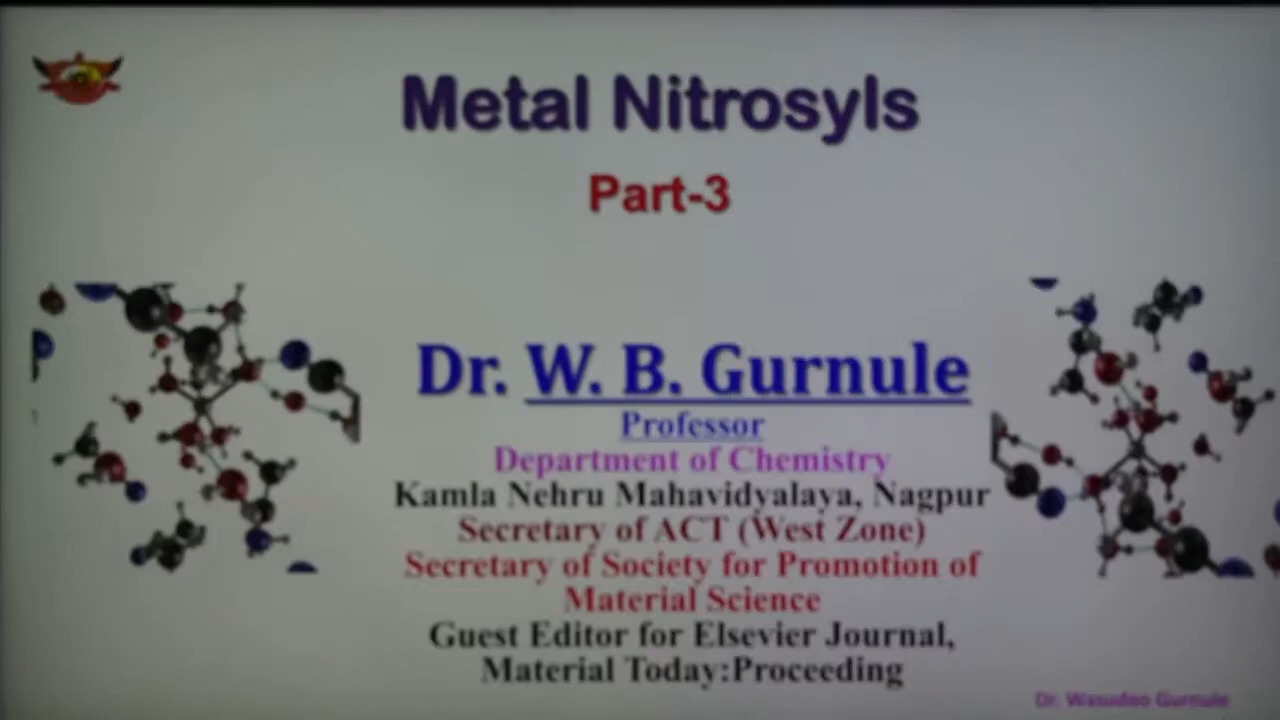 Metal Nitrosyls
Part-3
Dr. W. B. Gurnule
Professor
Department of Chemistry
Kamla Nehru Mahavidyalaya, Nagpur
Secretary of ACT (West Zone)
Secretary of Society for Promotion of
Material Science
Guest Editor for Elsevier Journal,
Material Today:Proceeding
Dr. Wasudeo Gurnule